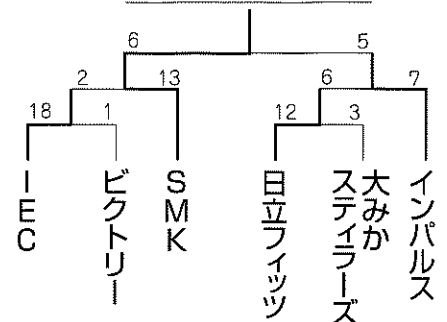 6 5
2 13 6 7
18 1 12 3
IEC
ビクトリー
SMK
日立フィッツ
大みか
スティラーズ
インパルス